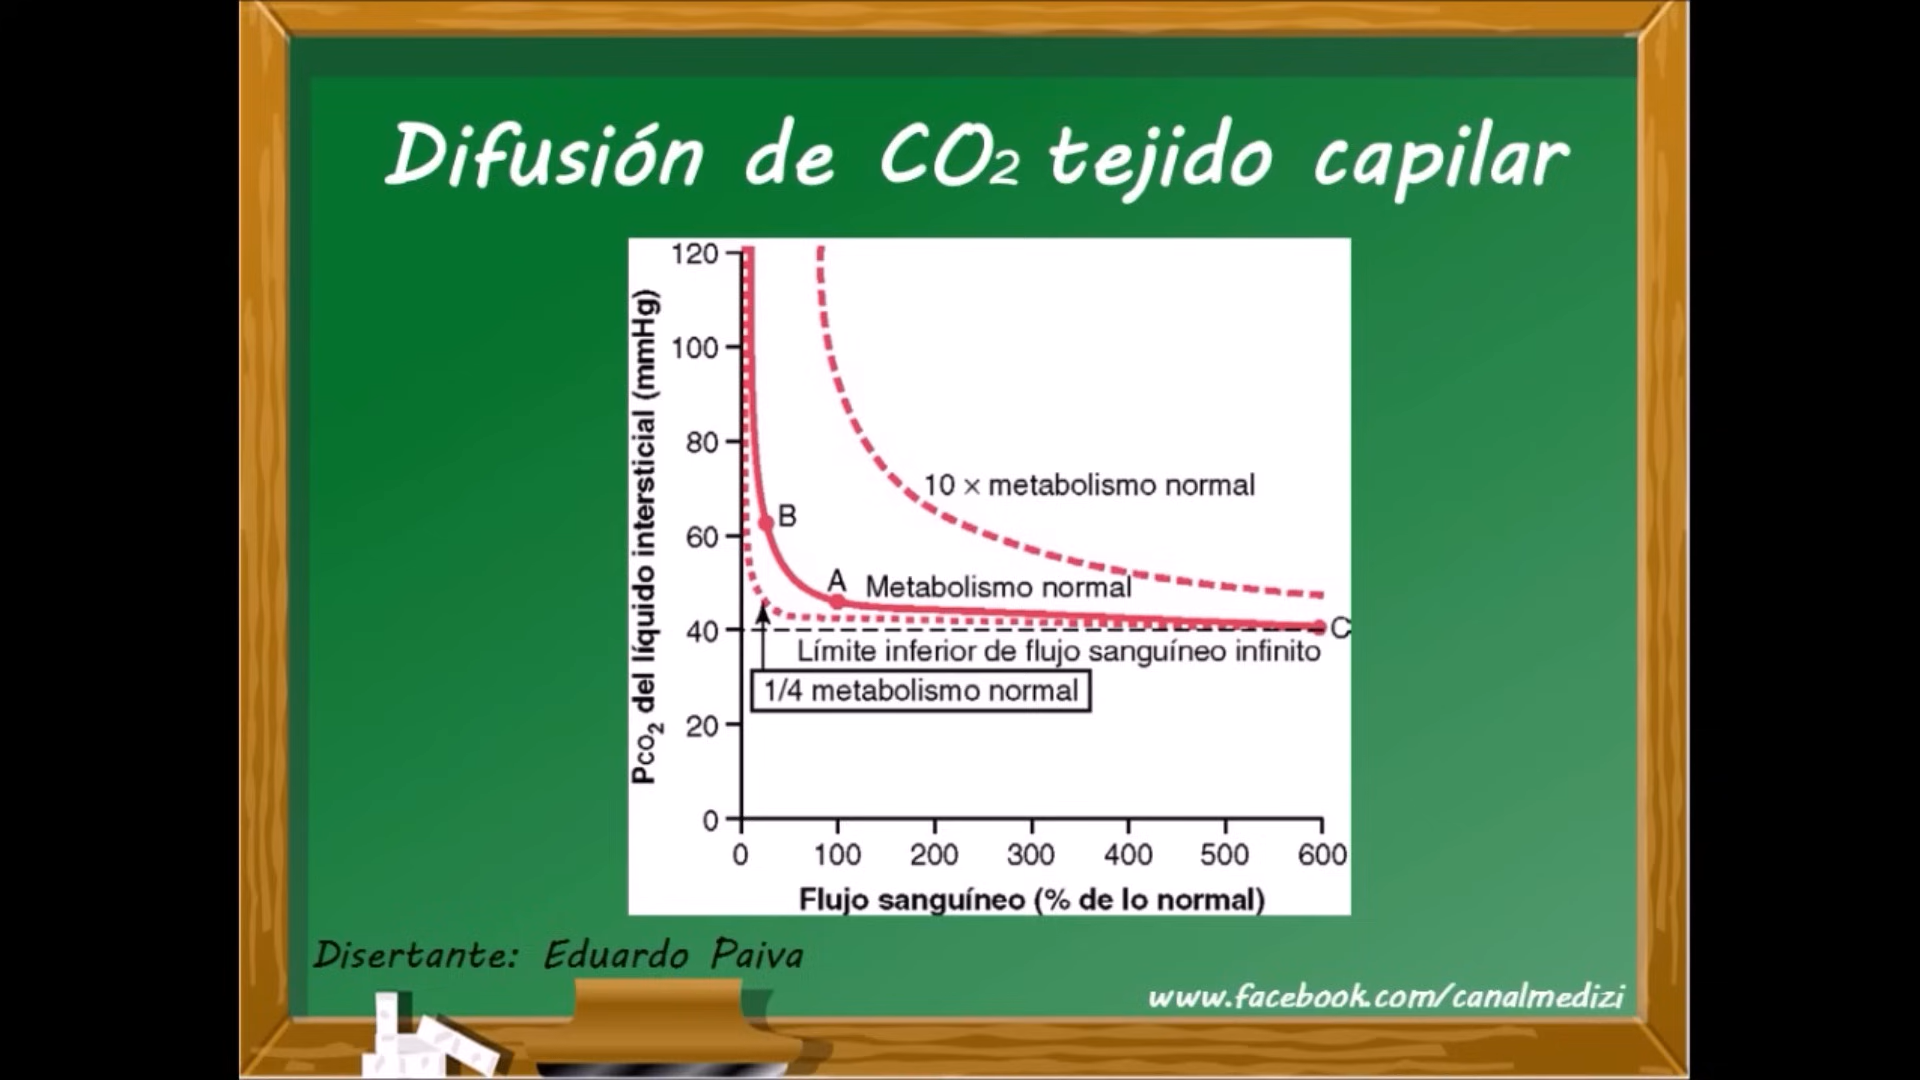 Difusión de CO₂ tejido capilar
120
100
80
60
40
20
0
Pco₂ del líquido intersticial (mmHg)
10 × metabolismo normal
B
A
Metabolismo normal
C
Límite inferior de flujo sanguíneo infinito
1/4 metabolismo normal
0 100 200 300 400 500 600
Flujo sanguíneo (% de lo normal)
Disertante: Eduardo Paiva
www.facebook.com/canalmedizi